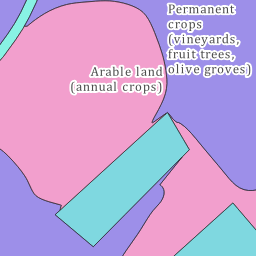 Permanent
crops
(vineyards,
fruit trees,
olive groves)
Arable land
(annual crops)